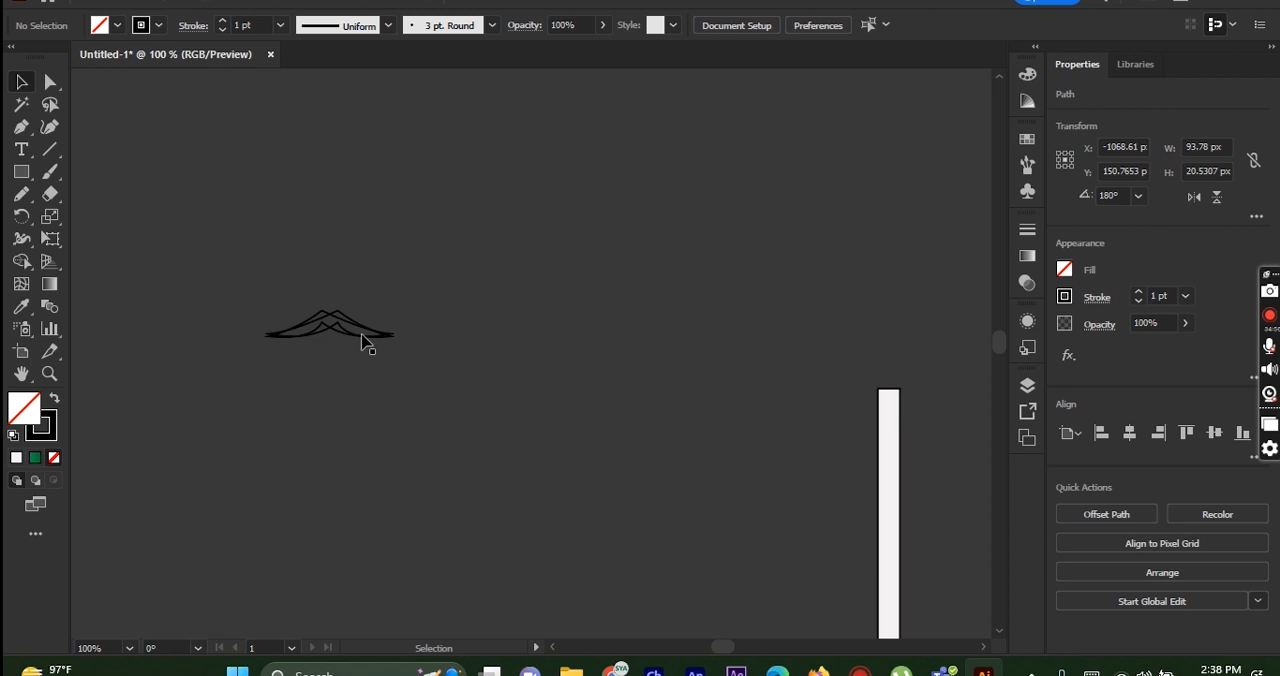 No Selection Stroke: 1 pt Uniform 3 pt. Round Opacity: 100% Style: Document Setup Preferences
Untitled-1* @ 100 % (RGB/Preview) ×
Properties Libraries
Path
Transform
X: -1068.61 p W: 93.78 px
Y: 150.7653 p H: 20.5307 px
180°
Appearance
Fill
Stroke 1 pt
Opacity 100%
fx.
Align
Quick Actions
Offset Path Recolor
Align to Pixel Grid
Arrange
Start Global Edit
100% 0° 1 Selection
97°F Search SYA Ai 2:38 PM